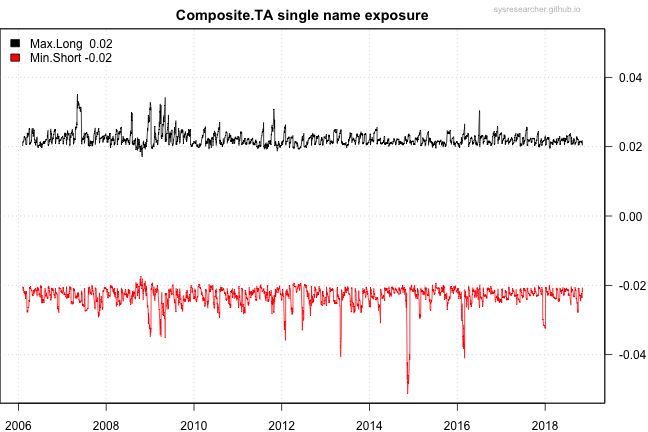 Composite.TA single name exposure
sysresearcher.github.io
Max.Long 0.02
Min.Short -0.02
0.04
0.02
0.00
-0.02
-0.04
2006 2008 2010 2012 2014 2016 2018